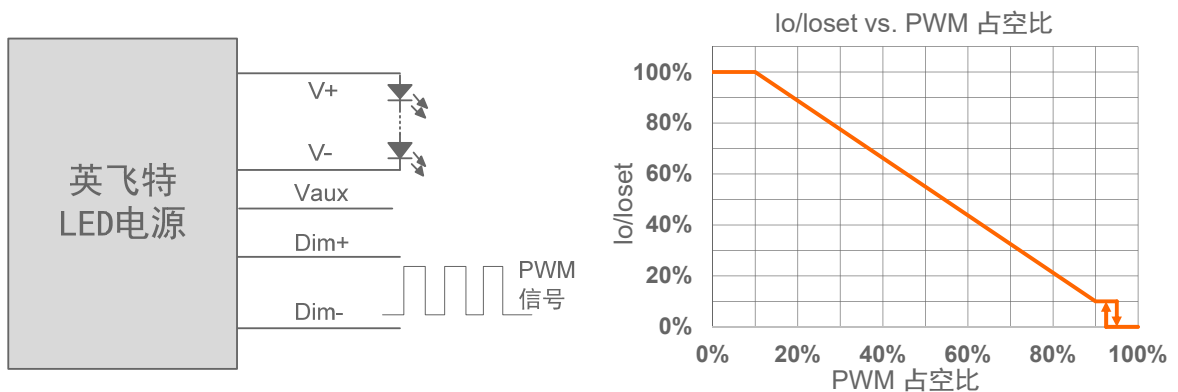 V+
V-
英飞特
LED电源
Vaux
Dim+
Dim-
PWM
信号
Io/Ioset vs. PWM 占空比
Io/Ioset
100%
80%
60%
40%
20%
0%
0% 20% 40% 60% 80% 100%
PWM 占空比